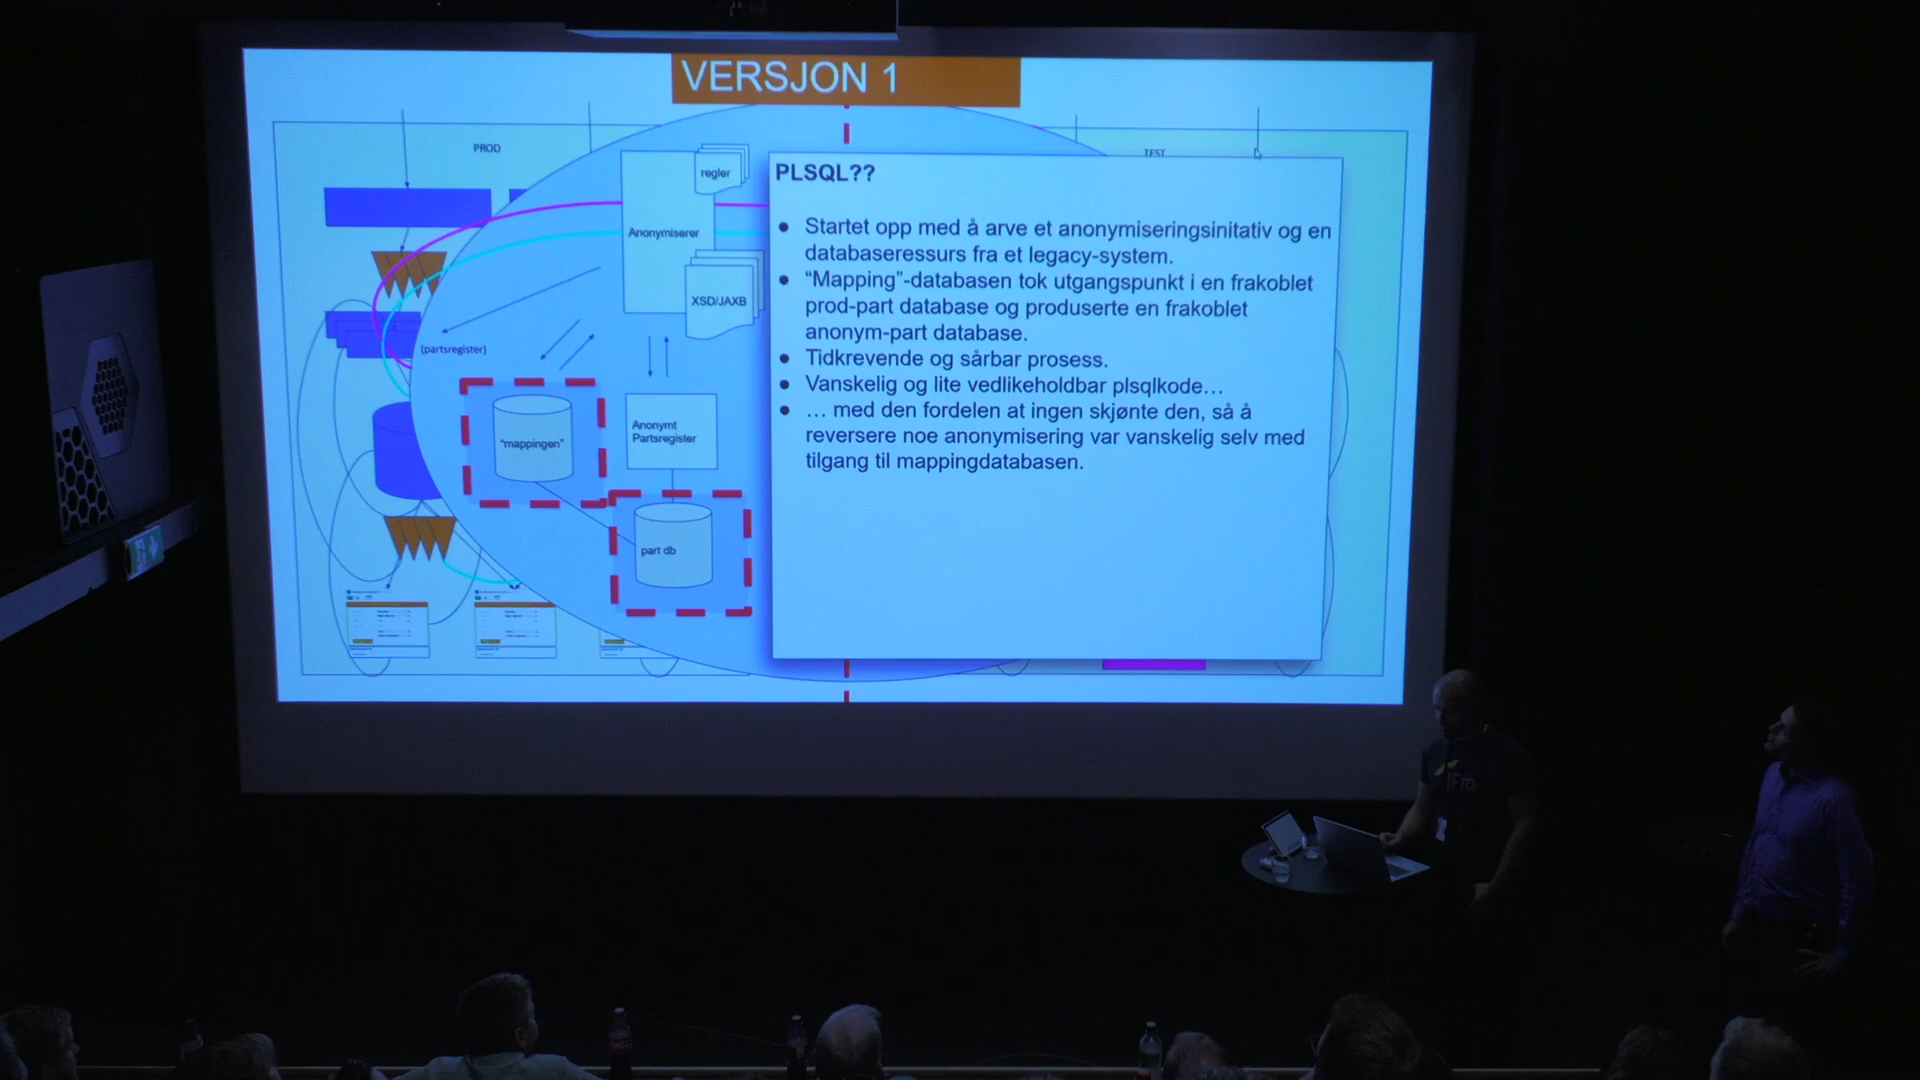 VERSJON 1
PROD
TEST
regler
Anonymiserer
XSD/JAXB
(partsregister)
"mappingen"
Anonymt
Partsregister
part db
PLSQL??
● Startet opp med å arve et anonymiseringsinitativ og en
databaseressurs fra et legacy-system.
● “Mapping”-databasen tok utgangspunkt i en frakoblet
prod-part database og produserte en frakoblet
anonym-part database.
● Tidkrevende og sårbar prosess.
● Vanskelig og lite vedlikeholdbar plsqlkode…
● … med den fordelen at ingen skjønte den, så å
reversere noe anonymisering var vanskelig selv med
tilgang til mappingdatabasen.